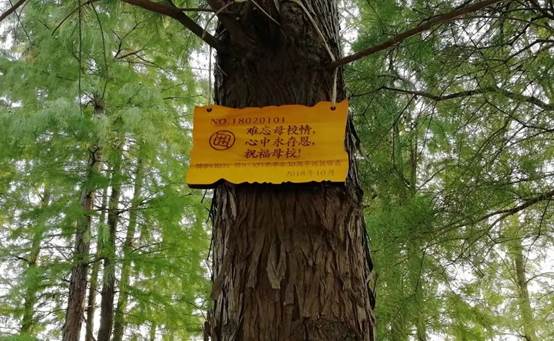 NO.18020101
难忘母校情，
心中永存恩，
祝福母校！
2018年10月